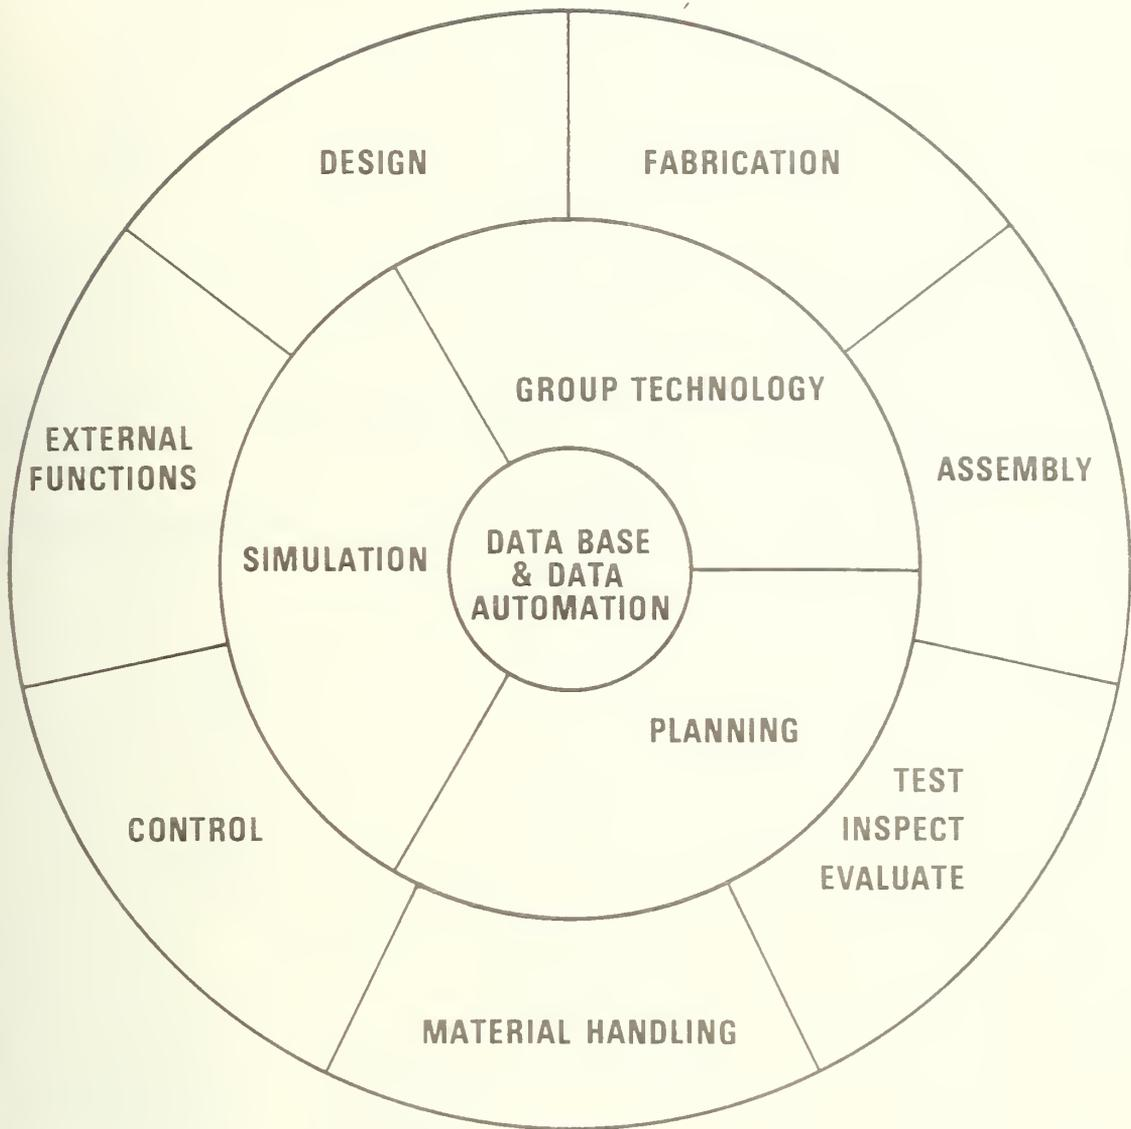 DESIGN
FABRICATION
GROUP TECHNOLOGY
EXTERNAL
FUNCTIONS
ASSEMBLY
SIMULATION
DATA BASE
& DATA
AUTOMATION
PLANNING
TEST
INSPECT
EVALUATE
CONTROL
MATERIAL HANDLING